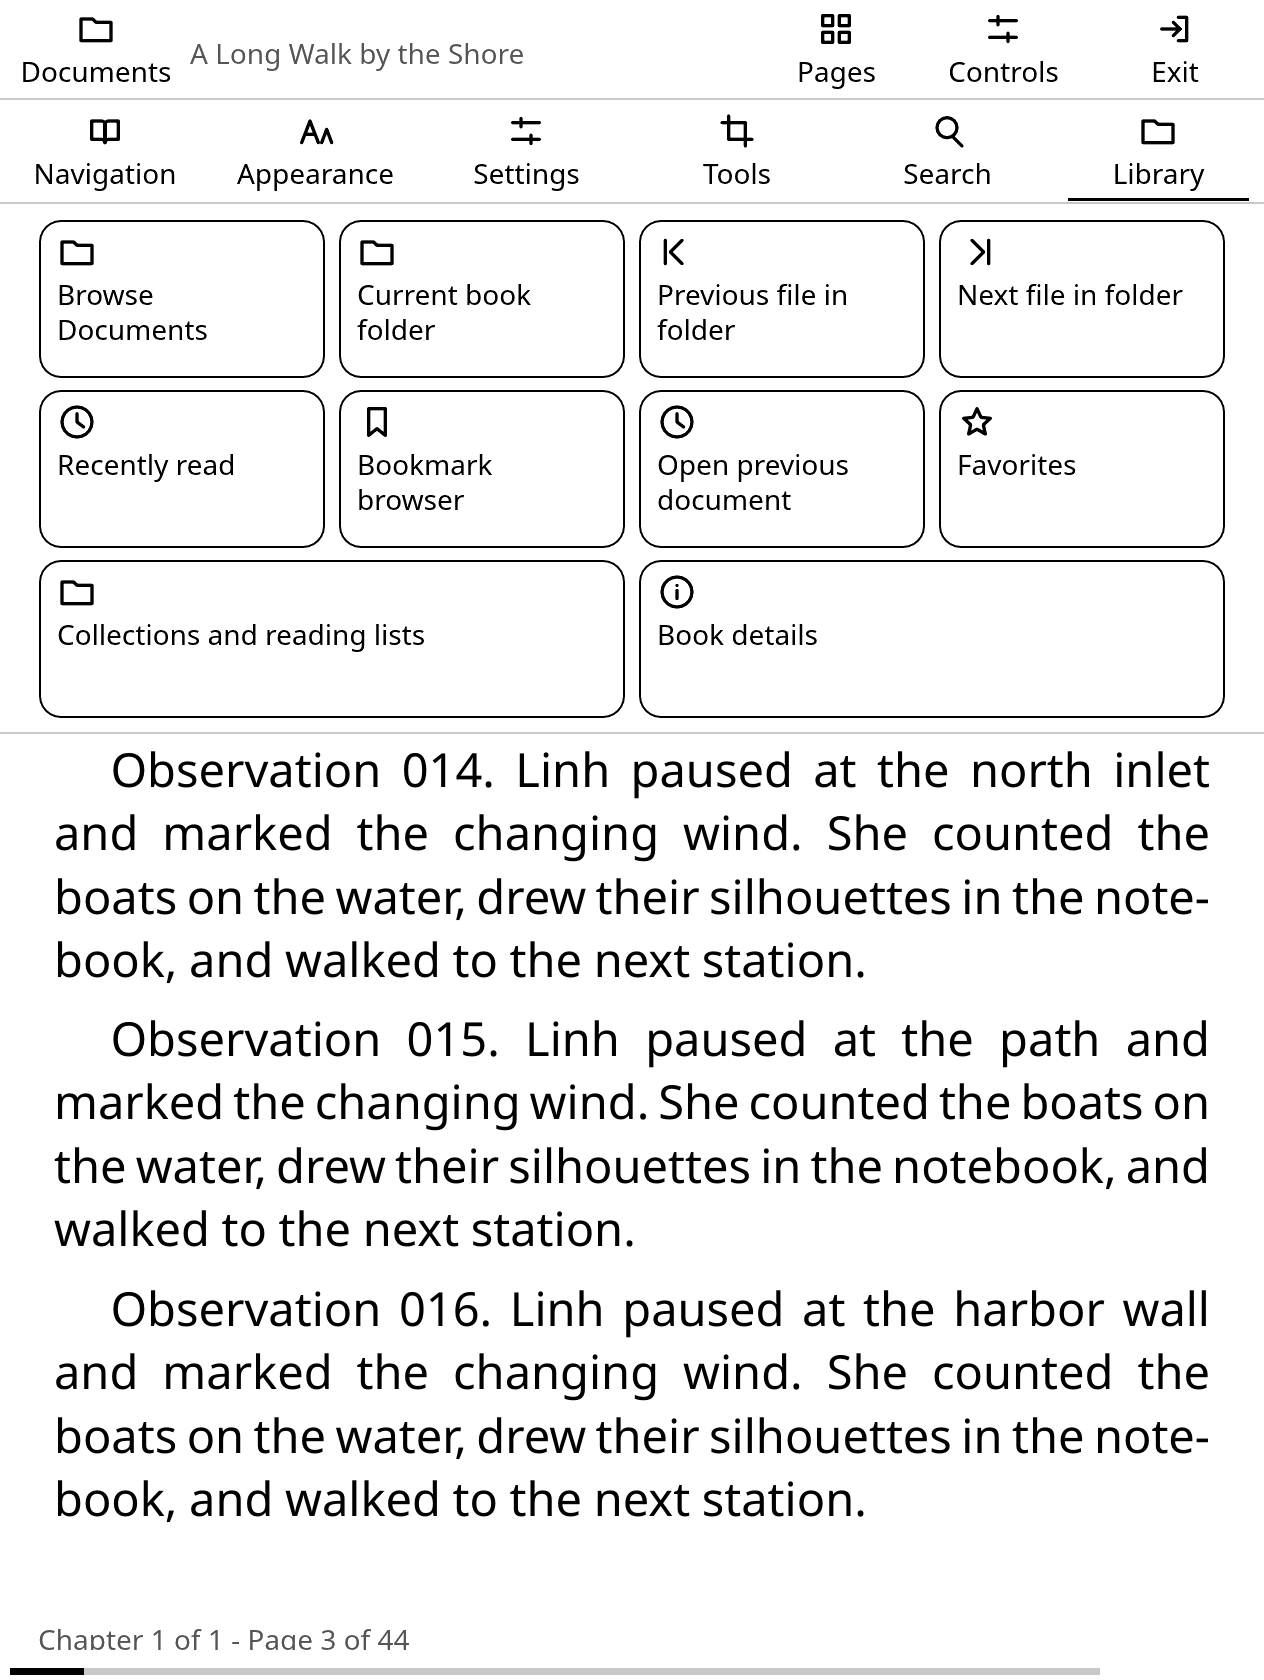 Documents
A Long Walk by the Shore
Pages
Controls
Exit
Navigation
Appearance
Settings
Tools
Search
Library
Browse
Documents
Current book
folder
Previous file in
folder
Next file in folder
Recently read
Bookmark
browser
Open previous
document
Favorites
Collections and reading lists
Book details
Observation 014. Linh paused at the north inlet
and marked the changing wind. She counted the
boats on the water, drew their silhouettes in the note-
book, and walked to the next station.
Observation 015. Linh paused at the path and
marked the changing wind. She counted the boats on
the water, drew their silhouettes in the notebook, and
walked to the next station.
Observation 016. Linh paused at the harbor wall
and marked the changing wind. She counted the
boats on the water, drew their silhouettes in the note-
book, and walked to the next station.
Chapter 1 of 1 - Page 3 of 44